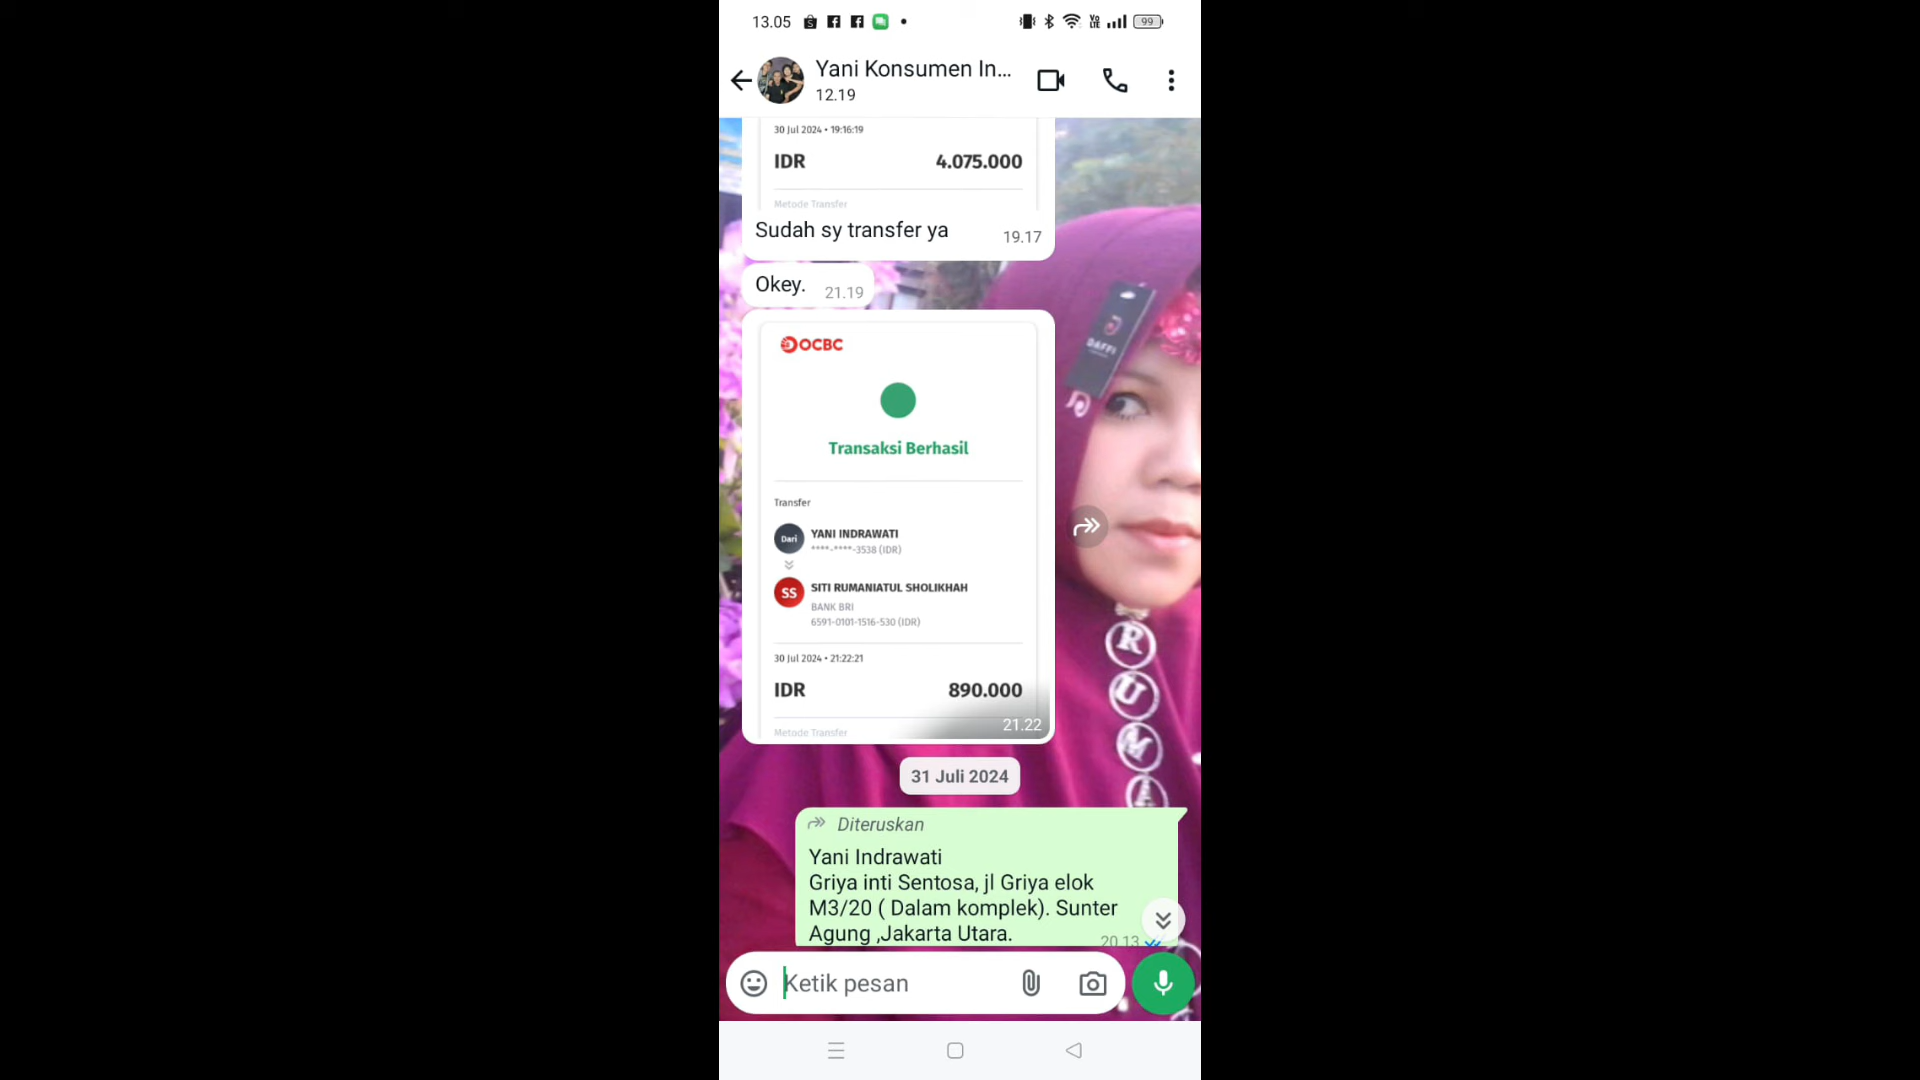 13.05
VO
LTE
99
Yani Konsumen In...
12.19
30 Jul 2024 • 19:16:19
IDR 4.075.000
Metode Transfer
Sudah sy transfer ya 19.17
Okey. 21.19
OCBC
Transaksi Berhasil
Transfer
Dari YANI INDRAWATI
****-****-3538 (IDR)
SS SITI RUMANIATUL SHOLIKHAH
BANK BRI
6591-0101-1516-530 (IDR)
30 Jul 2024 • 21:22:21
IDR 890.000
Metode Transfer
21.22
DAFFI
R
U
M
A
31 Juli 2024
Diteruskan
Yani Indrawati
Griya inti Sentosa, jl Griya elok
M3/20 ( Dalam komplek). Sunter
Agung ,Jakarta Utara.
20.13
Ketik pesan